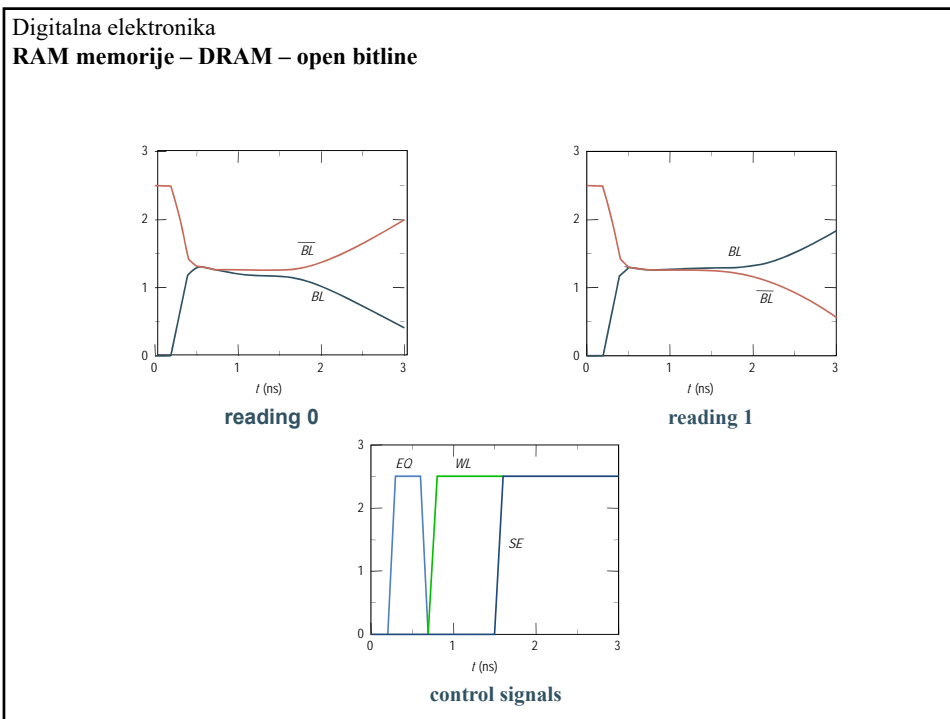 Digitalna elektronika
RAM memorije – DRAM – open bitline
3
2
1
0
BL
BL
0 1 2 3
t (ns)
reading 0
3
2
1
0
BL
BL
0 1 2 3
t (ns)
reading 1
3
2
1
0
EQ WL
SE
0 1 2 3
t (ns)
control signals